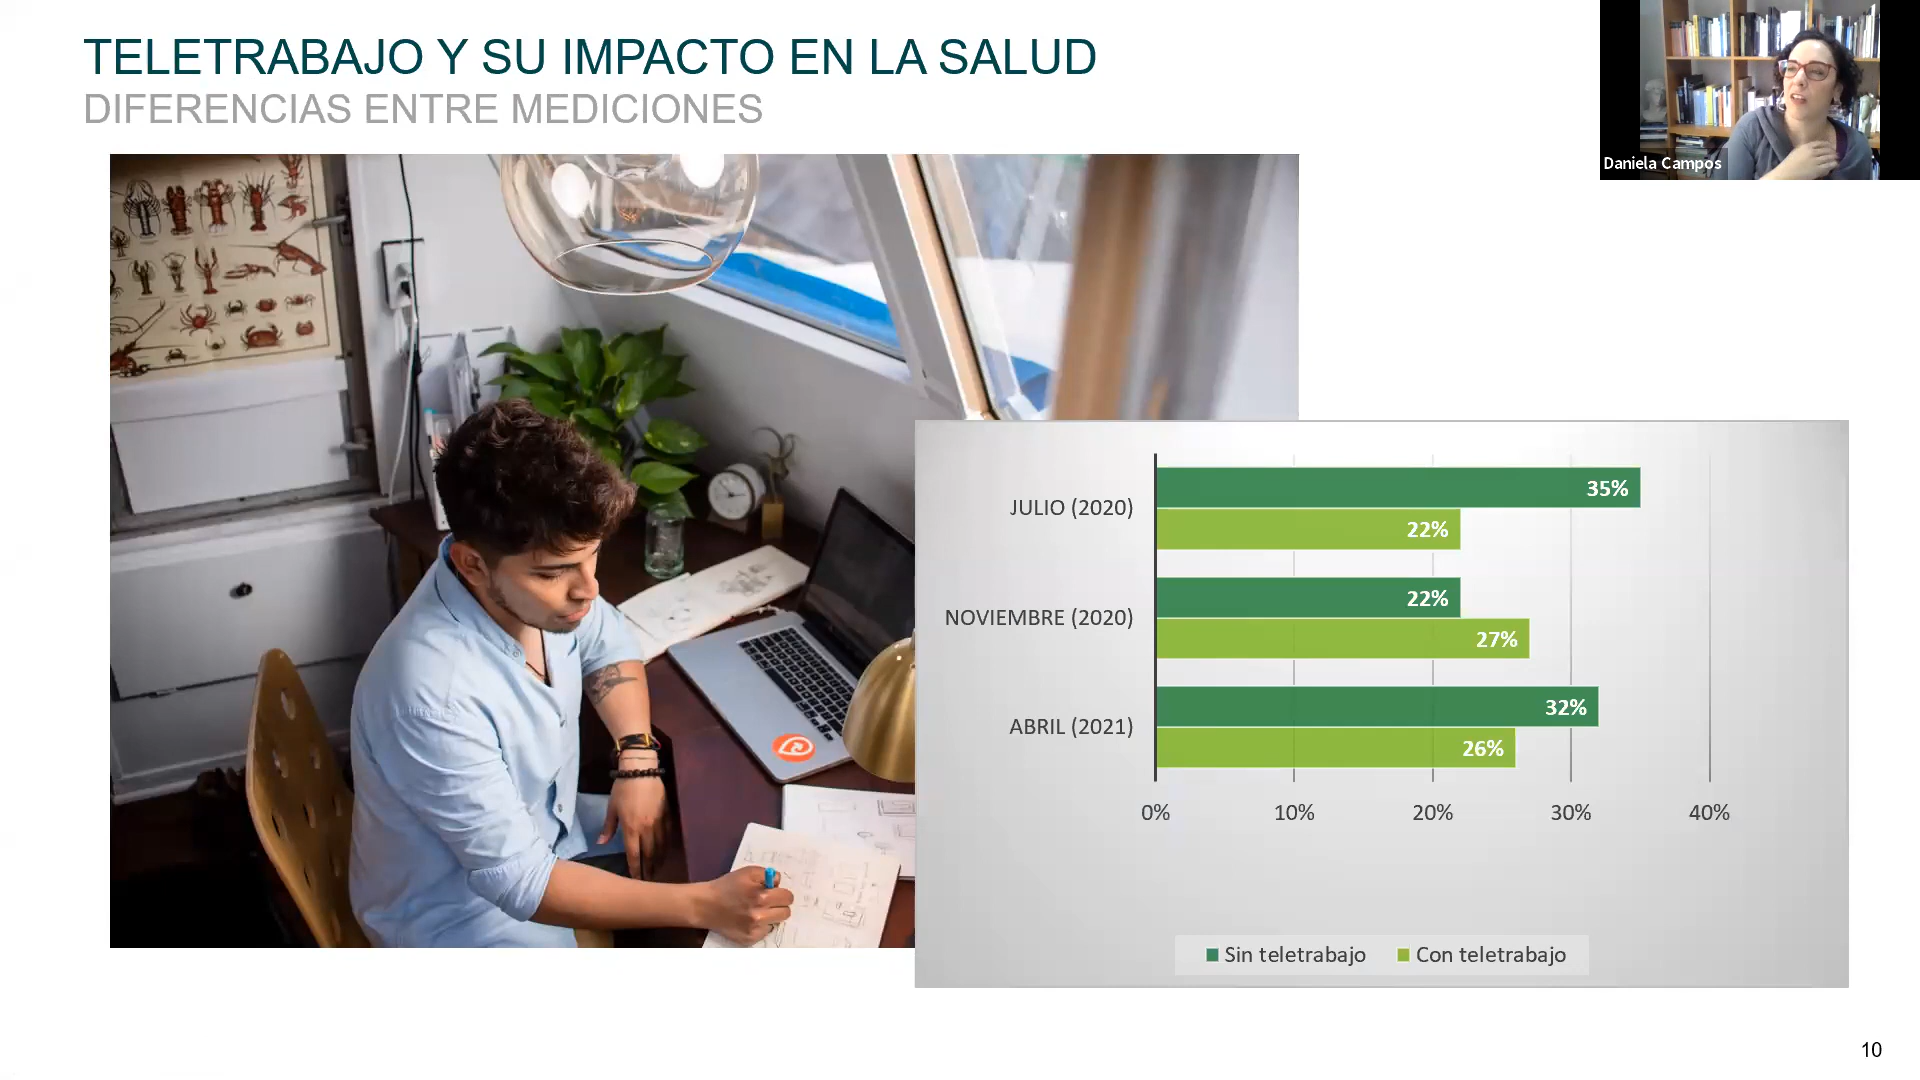 TELETRABAJO Y SU IMPACTO EN LA SALUD
DIFERENCIAS ENTRE MEDICIONES
Daniela Campos
JULIO (2020)
35%
22%
NOVIEMBRE (2020)
22%
27%
ABRIL (2021)
32%
26%
0% 10% 20% 30% 40%
Sin teletrabajo Con teletrabajo
10